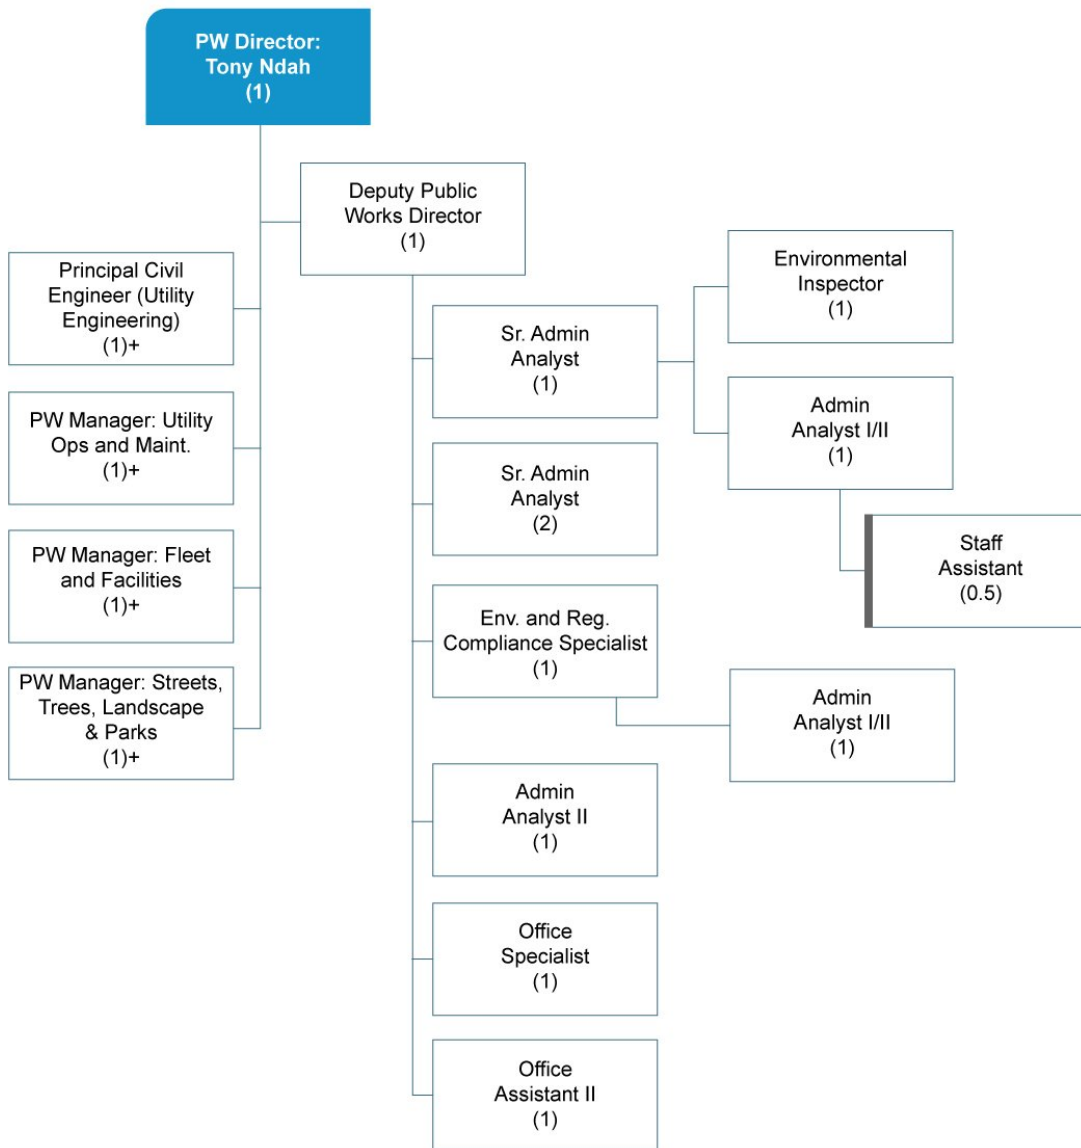 PW Director:
Tony Ndah
(1)
Deputy Public
Works Director
(1)
Principal Civil
Engineer (Utility
Engineering)
(1)+
PW Manager: Utility
Ops and Maint.
(1)+
PW Manager: Fleet
and Facilities
(1)+
PW Manager: Streets,
Trees, Landscape
& Parks
(1)+
Sr. Admin
Analyst
(1)
Environmental
Inspector
(1)
Admin
Analyst I/II
(1)
Staff
Assistant
(0.5)
Sr. Admin
Analyst
(2)
Env. and Reg.
Compliance Specialist
(1)
Admin
Analyst I/II
(1)
Admin
Analyst II
(1)
Office
Specialist
(1)
Office
Assistant II
(1)